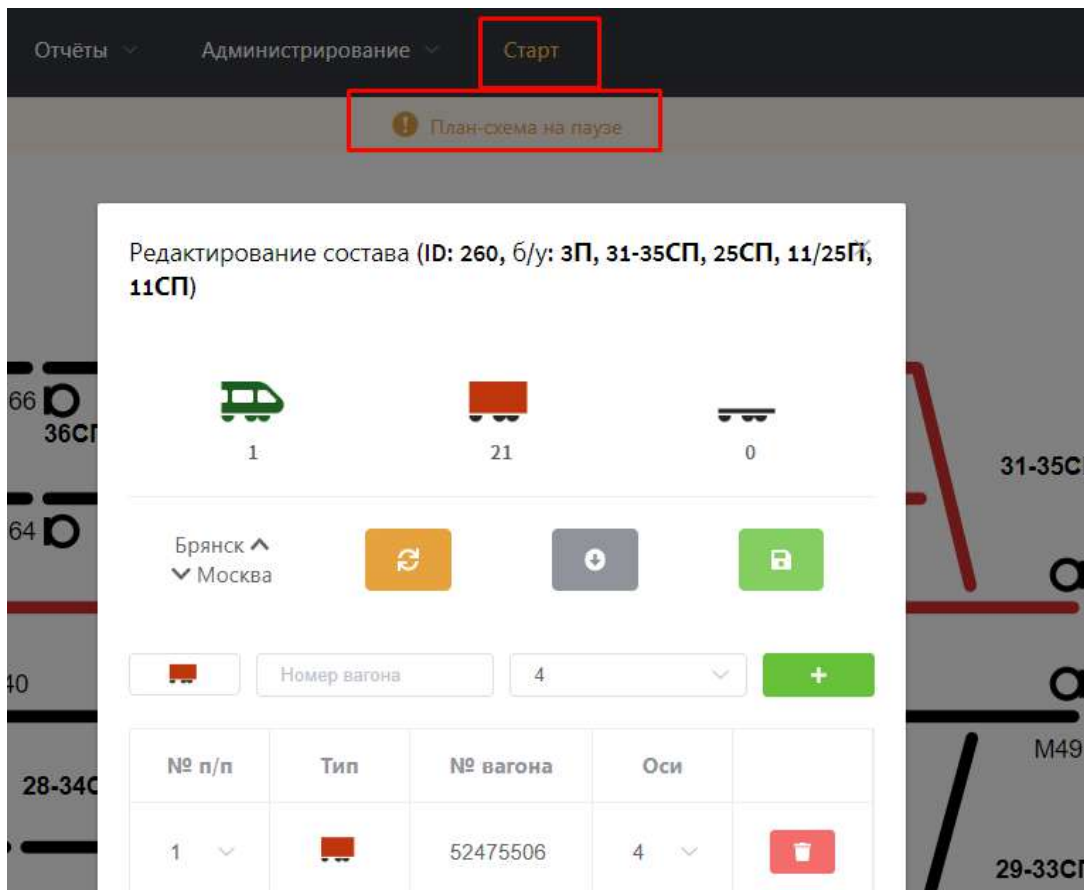 Отчёты Администрирование Старт
План-схема на паузе
Редактирование состава (ID: 260, б/у: 3П, 31-35СП, 25СП, 11/25П,
11СП)
66
36СП
1 21 0
31-35С
64
Брянск
Москва
40
Номер вагона 4 +
М49
№ п/п Тип № вагона Оси
28-34С
1 52475506 4
29-33СП